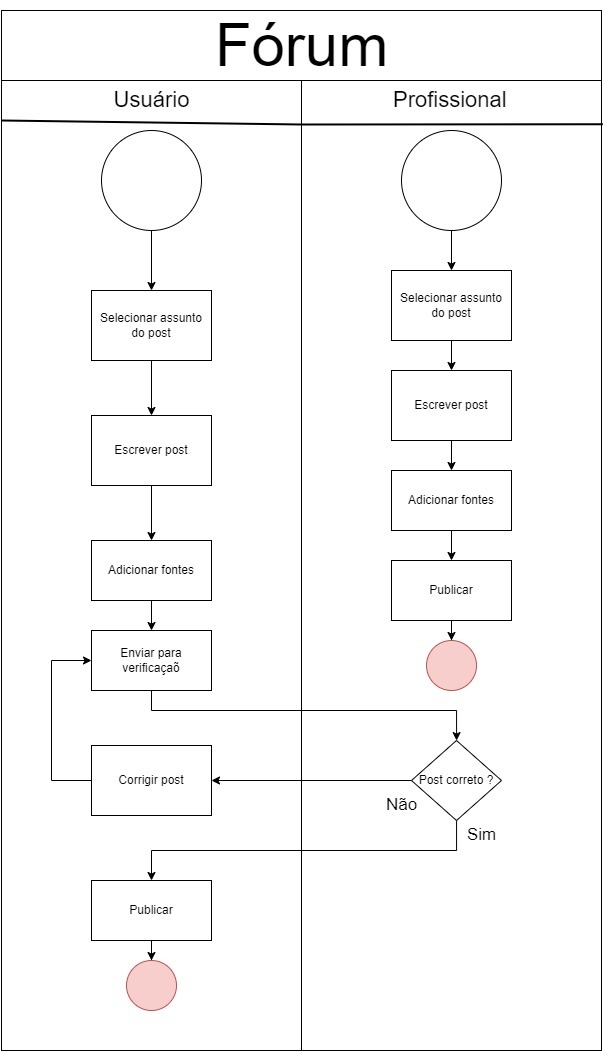 Fórum
Usuário
Profissional
Selecionar assunto
do post
Escrever post
Adicionar fontes
Enviar para
verificaçaõ
Corrigir post
Publicar
Selecionar assunto
do post
Escrever post
Adicionar fontes
Publicar
Post correto ?
Não
Sim